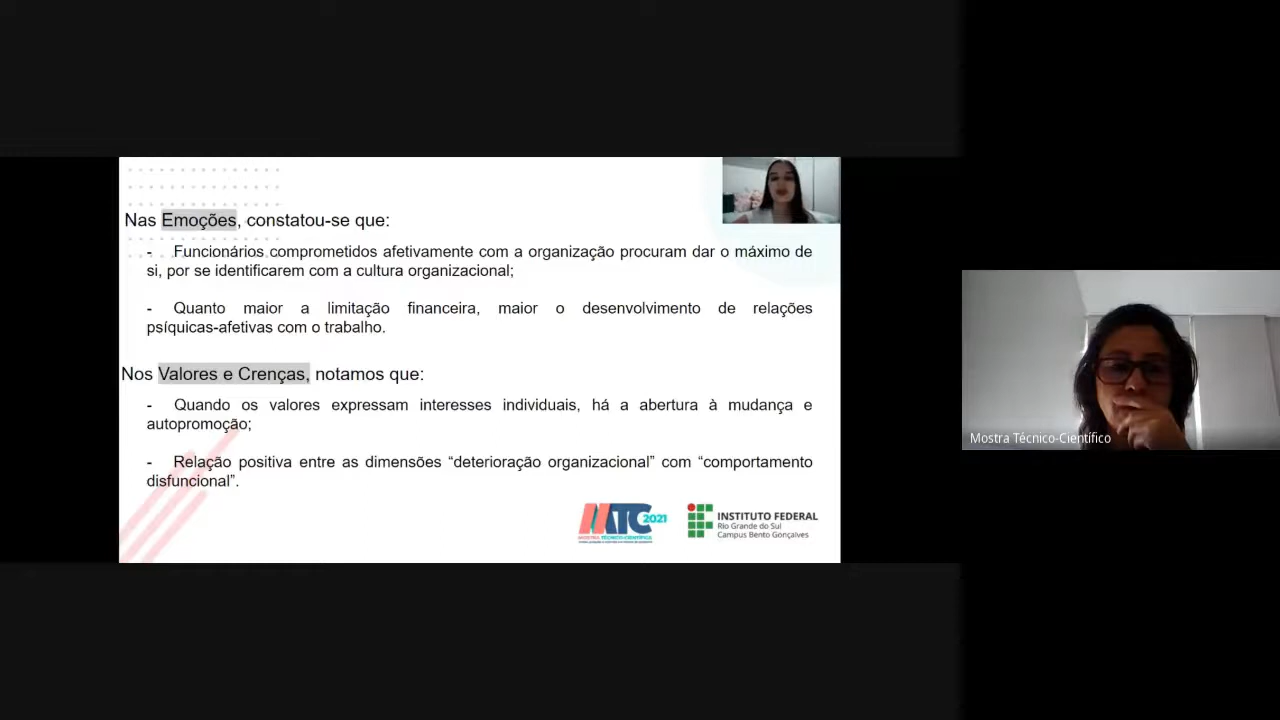 Nas Emoções, constatou-se que:
- Funcionários comprometidos afetivamente com a organização procuram dar o máximo de
si, por se identificarem com a cultura organizacional;
- Quanto maior a limitação financeira, maior o desenvolvimento de relações
psíquicas-afetivas com o trabalho.
Nos Valores e Crenças, notamos que:
- Quando os valores expressam interesses individuais, há a abertura à mudança e
autopromoção;
- Relação positiva entre as dimensões “deterioração organizacional” com “comportamento
disfuncional”.
MTC 2021
MOSTRA TÉCNICO-CIENTÍFICA
INSTITUTO FEDERAL
Rio Grande do Sul
Campus Bento Gonçalves
Mostra Técnico-Científico